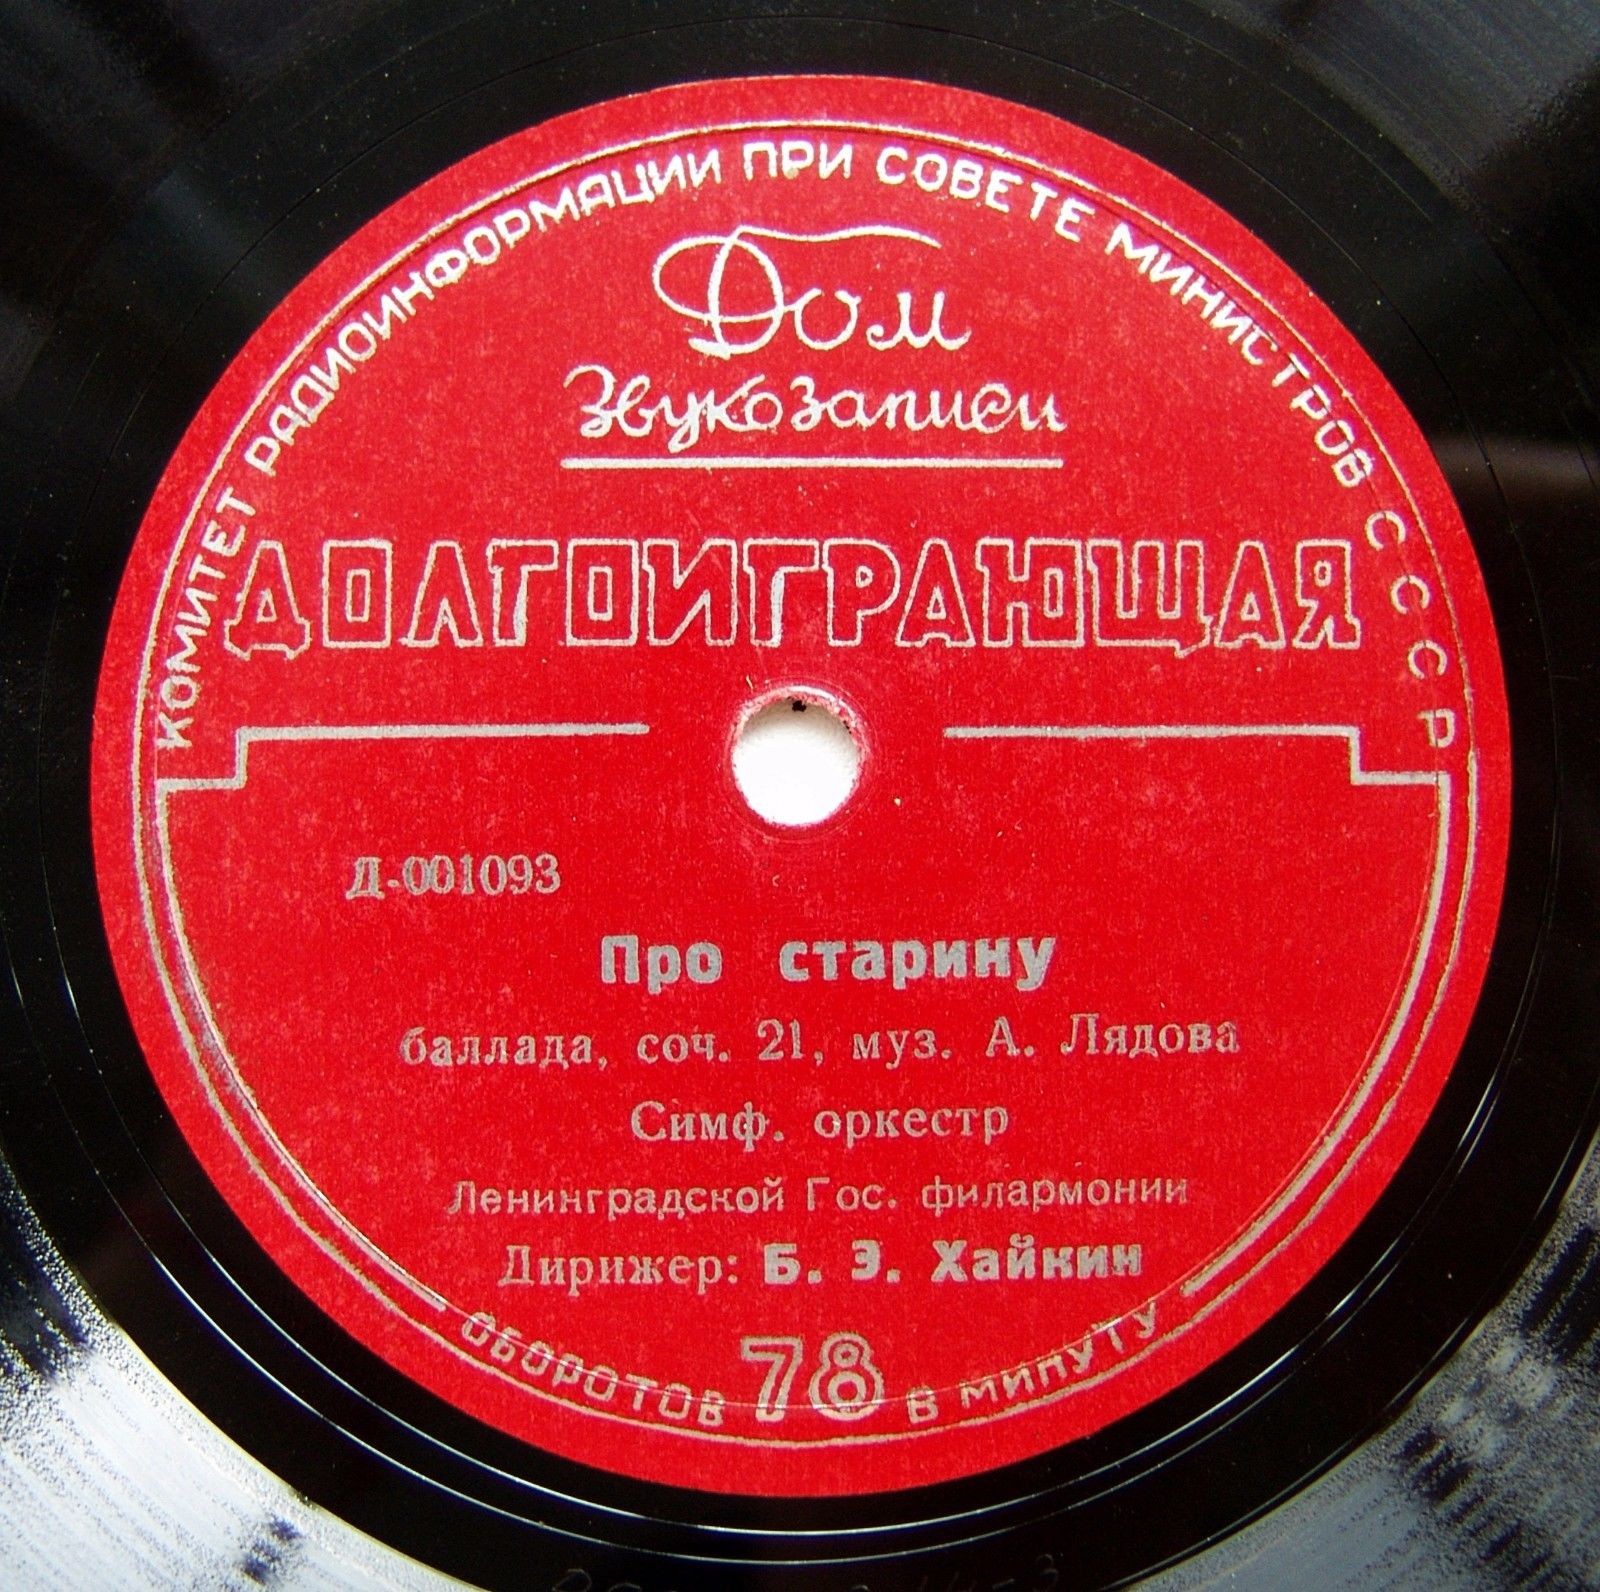 КОМИТЕТ РАДИОИНФОРМАЦИИ ПРИ СОВЕТЕ МИНИСТРОВ СССР
Дом
Звукозаписи
ДОЛГОИГРАЮЩАЯ
Д-001093
Про старину
баллада, соч. 21, муз. А. Лядова
Симф. оркестр
Ленинградской Гос. филармонии
Дирижер: Б. Э. Хайкин
ОБОРОТОВ 78 В МИПУТУ